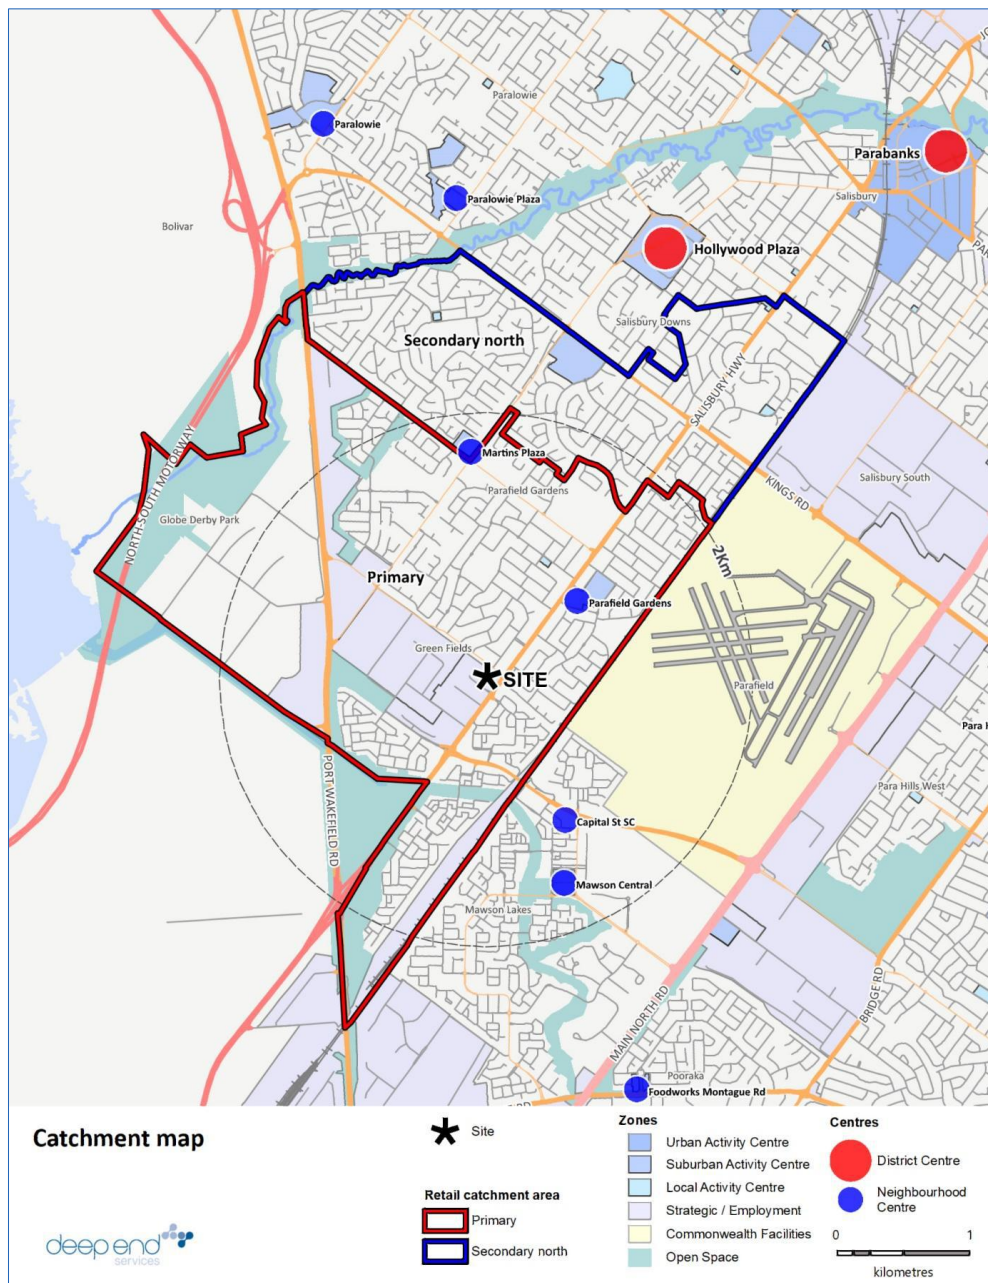 JO
Paralowie
Paralowie
Parabanks
Salisbury
Paralowie Plaza
Bolivar
PAR
Hollywood Plaza
Salisbury Downs
Secondary north
SALISBURY HWY
NORTH-SOUTH MOTORWAY
Martins Plaza
Salisbury South
Parafield Gardens
KINGS RD
Globe Derby Park
2Km
Primary
Parafield Gardens
Green Fields
SITE
Parafield
Para H
PORT WAKEFIELD RD
Para Hills West
Capital St SC
Mawson Central
Mawson Lakes
MAIN NORTH RD
BRIDGE RD
Pooraka
Foodworks Montague Rd
Catchment map
Site
Retail catchment area
Primary
Secondary north
Zones
Urban Activity Centre
Suburban Activity Centre
Local Activity Centre
Strategic / Employment
Commonwealth Facilities
Open Space
Centres
District Centre
Neighbourhood
Centre
0 1
kilometres
deep end
services